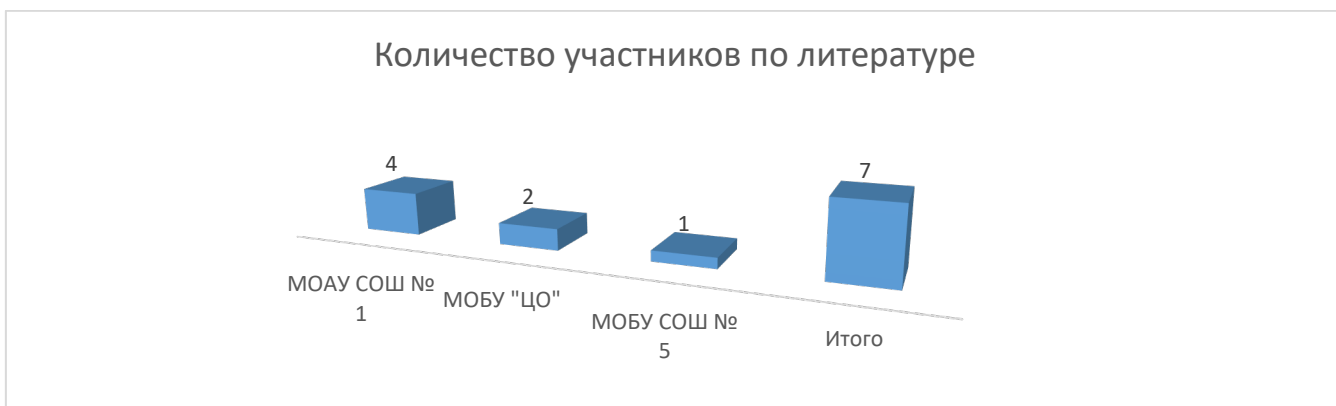 Количество участников по литературе
4
2
1
7
МОАУ СОШ №
1
МОБУ "ЦО"
МОБУ СОШ №
5
Итого